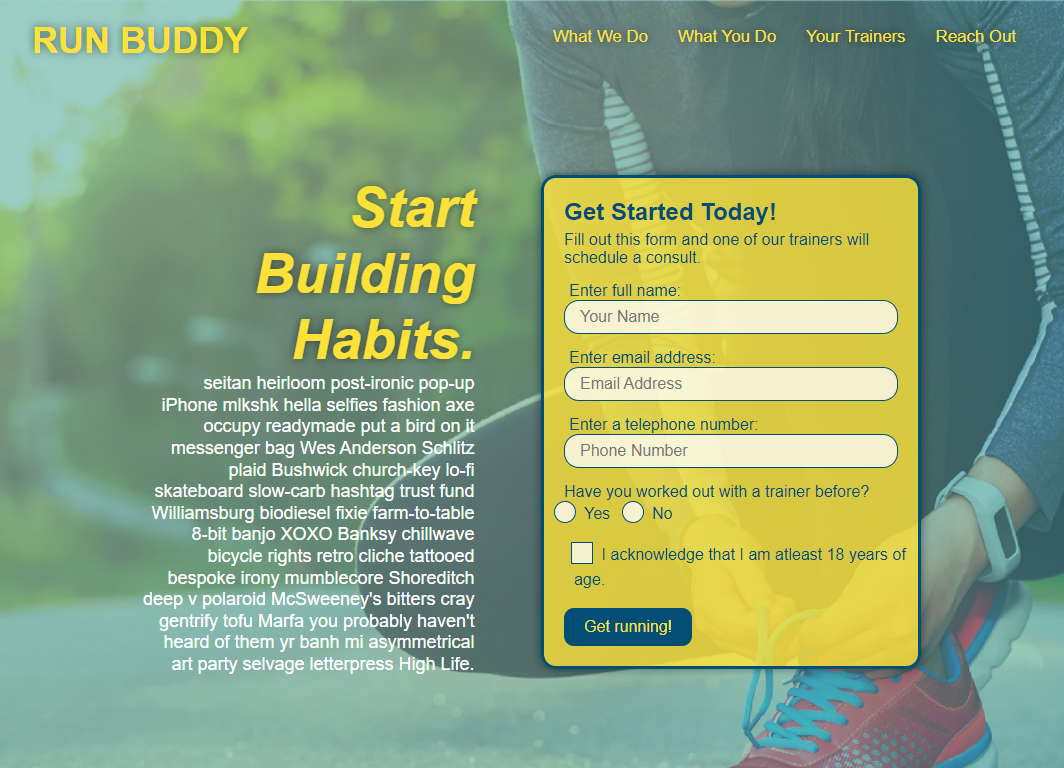 RUN BUDDY
What We Do What You Do Your Trainers Reach Out
Start
Building
Habits.
seitan heirloom post-ironic pop-up
iPhone mlkshk hella selfies fashion axe
occupy readymade put a bird on it
messenger bag Wes Anderson Schlitz
plaid Bushwick church-key lo-fi
skateboard slow-carb hashtag trust fund
Williamsburg biodiesel fixie farm-to-table
8-bit banjo XOXO Banksy chillwave
bicycle rights retro cliche tattooed
bespoke irony mumblecore Shoreditch
deep v polaroid McSweeney's bitters cray
gentrify tofu Marfa you probably haven't
heard of them yr banh mi asymmetrical
art party selvage letterpress High Life.
Get Started Today!
Fill out this form and one of our trainers will
schedule a consult.
Enter full name:
Your Name
Enter email address:
Email Address
Enter a telephone number:
Phone Number
Have you worked out with a trainer before?
Yes No
I acknowledge that I am atleast 18 years of
age.
Get running!